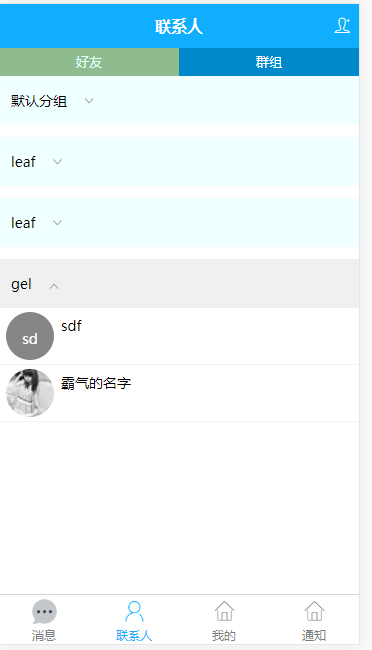 联系人
好友 群组
默认分组
leaf
leaf
gel
sd sdf
霸气的名字
消息 联系人 我的 通知